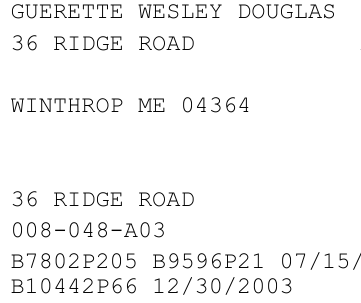 GUERETTE WESLEY DOUGLAS
36 RIDGE ROAD
WINTHROP ME 04364
36 RIDGE ROAD
008-048-A03
B7802P205 B9596P21 07/15/
B10442P66 12/30/2003